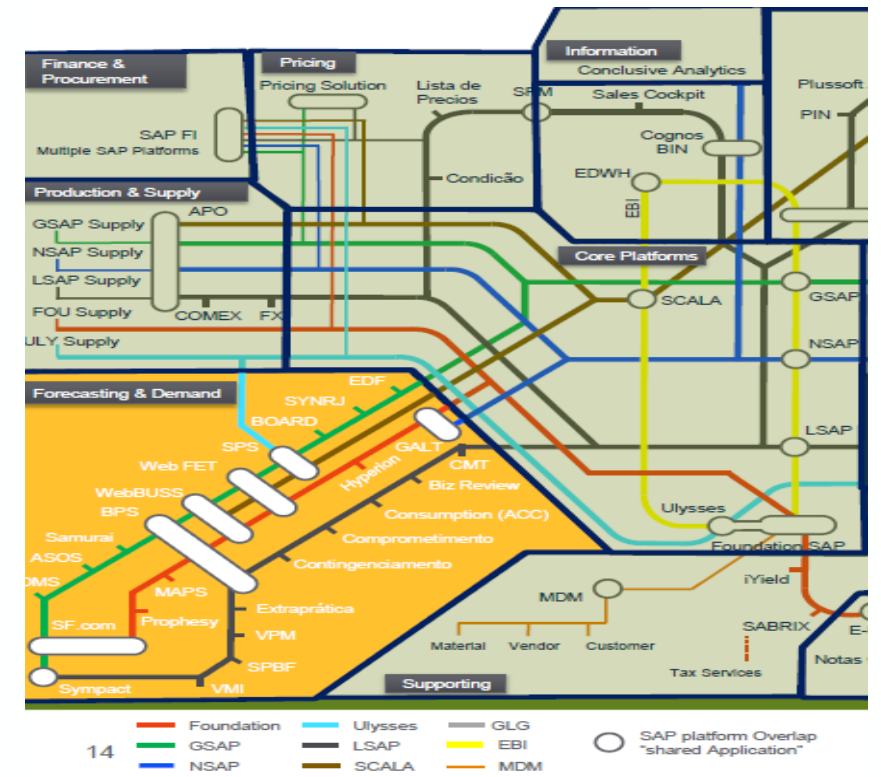 Finance &
Procurement
SAP FI
Multiple SAP Platforms
Pricing
Pricing Solution
Lista de
Precios
Condicão
Information
Conclusive Analytics
SRM
Sales Cockpit
Cognos
BIN
EDWH
EBI
Plussoft
PIN
Production & Supply
APO
GSAP Supply
NSAP Supply
LSAP Supply
FOU Supply
ULY Supply
COMEX
FX
Core Platforms
SCALA
GSAP
NSAP
LSAP
Ulysses
Foundation SAP
Forecasting & Demand
EDF
SYNRJ
BOARD
SPS
Web FET
WebBUSS
BPS
Samurai
ASOS
OMS
SF.com
Sympact
MAPS
Prophesy
Hyperion
GALT
CMT
Biz Review
Consumption (ACC)
Comprometimento
Contingenciamento
Extraprática
VPM
SPBF
VMI
MDM
Material
Vendor
Customer
iYield
SABRIX
Tax Services
E-
Notas
Supporting
14
Foundation
GSAP
NSAP
Ulysses
LSAP
SCALA
GLG
EBI
MDM
SAP platform Overlap
"shared Application"